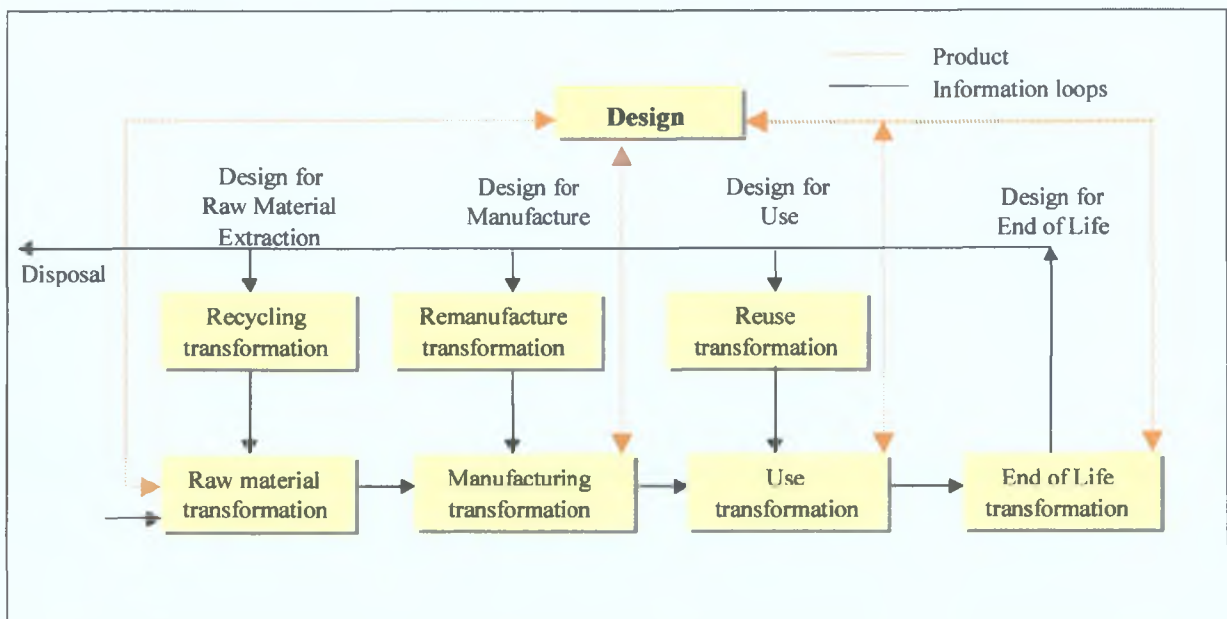 Product
Information loops
Design
Design for
Raw Material
Extraction
Design for
Manufacture
Design for
Use
Design for
End of Life
Disposal
Recycling
transformation
Remanufacture
transformation
Reuse
transformation
Raw material
transformation
Manufacturing
transformation
Use
transformation
End of Life
transformation